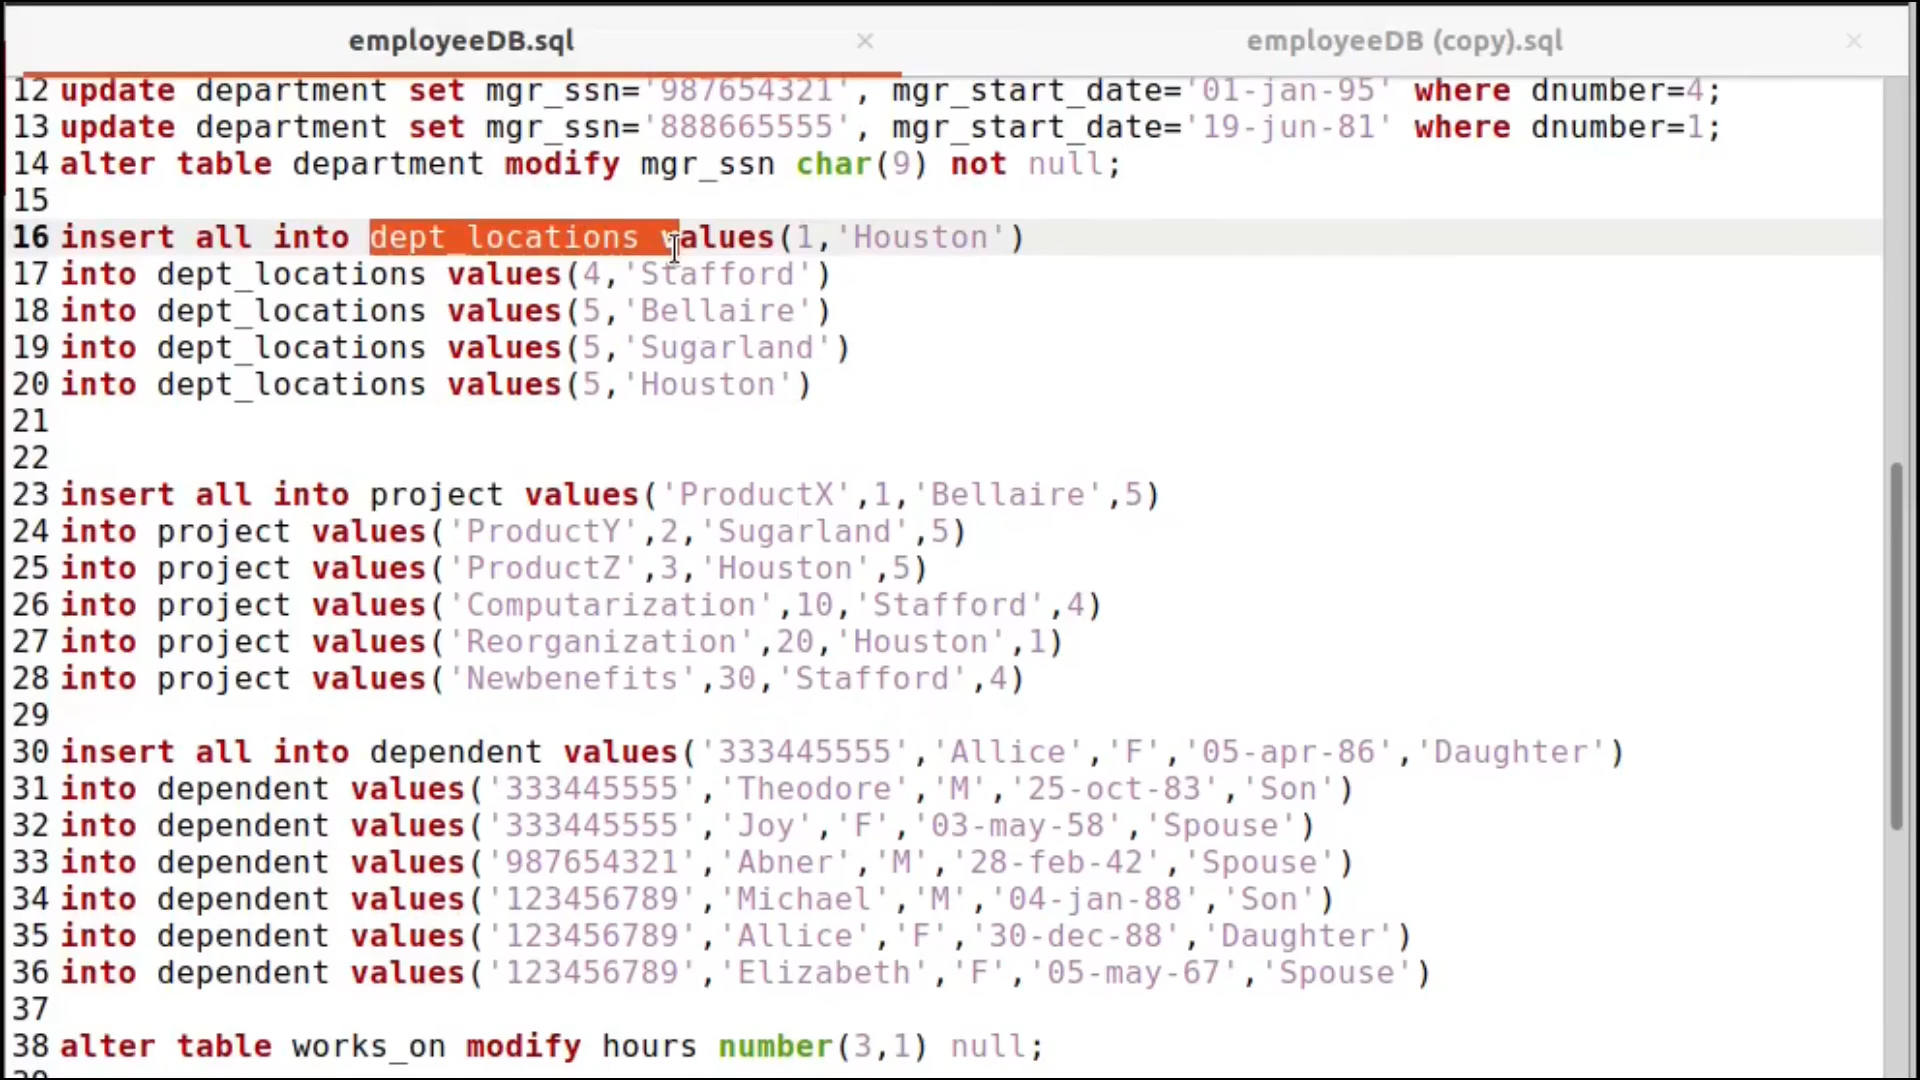 employeeDB.sql × employeeDB (copy).sql ×
12 update department set mgr_ssn='987654321', mgr_start_date='01-jan-95' where dnumber=4;
13 update department set mgr_ssn='888665555', mgr_start_date='19-jun-81' where dnumber=1;
14 alter table department modify mgr_ssn char(9) not null;
15
16 insert all into dept_locations values(1,'Houston')
17 into dept_locations values(4,'Stafford')
18 into dept_locations values(5,'Bellaire')
19 into dept_locations values(5,'Sugarland')
20 into dept_locations values(5,'Houston')
21
22
23 insert all into project values('ProductX',1,'Bellaire',5)
24 into project values('ProductY',2,'Sugarland',5)
25 into project values('ProductZ',3,'Houston',5)
26 into project values('Computarization',10,'Stafford',4)
27 into project values('Reorganization',20,'Houston',1)
28 into project values('Newbenefits',30,'Stafford',4)
29
30 insert all into dependent values('333445555','Allice','F','05-apr-86','Daughter')
31 into dependent values('333445555','Theodore','M','25-oct-83','Son')
32 into dependent values('333445555','Joy','F','03-may-58','Spouse')
33 into dependent values('987654321','Abner','M','28-feb-42','Spouse')
34 into dependent values('123456789','Michael','M','04-jan-88','Son')
35 into dependent values('123456789','Allice','F','30-dec-88','Daughter')
36 into dependent values('123456789','Elizabeth','F','05-may-67','Spouse')
37
38 alter table works_on modify hours number(3,1) null;